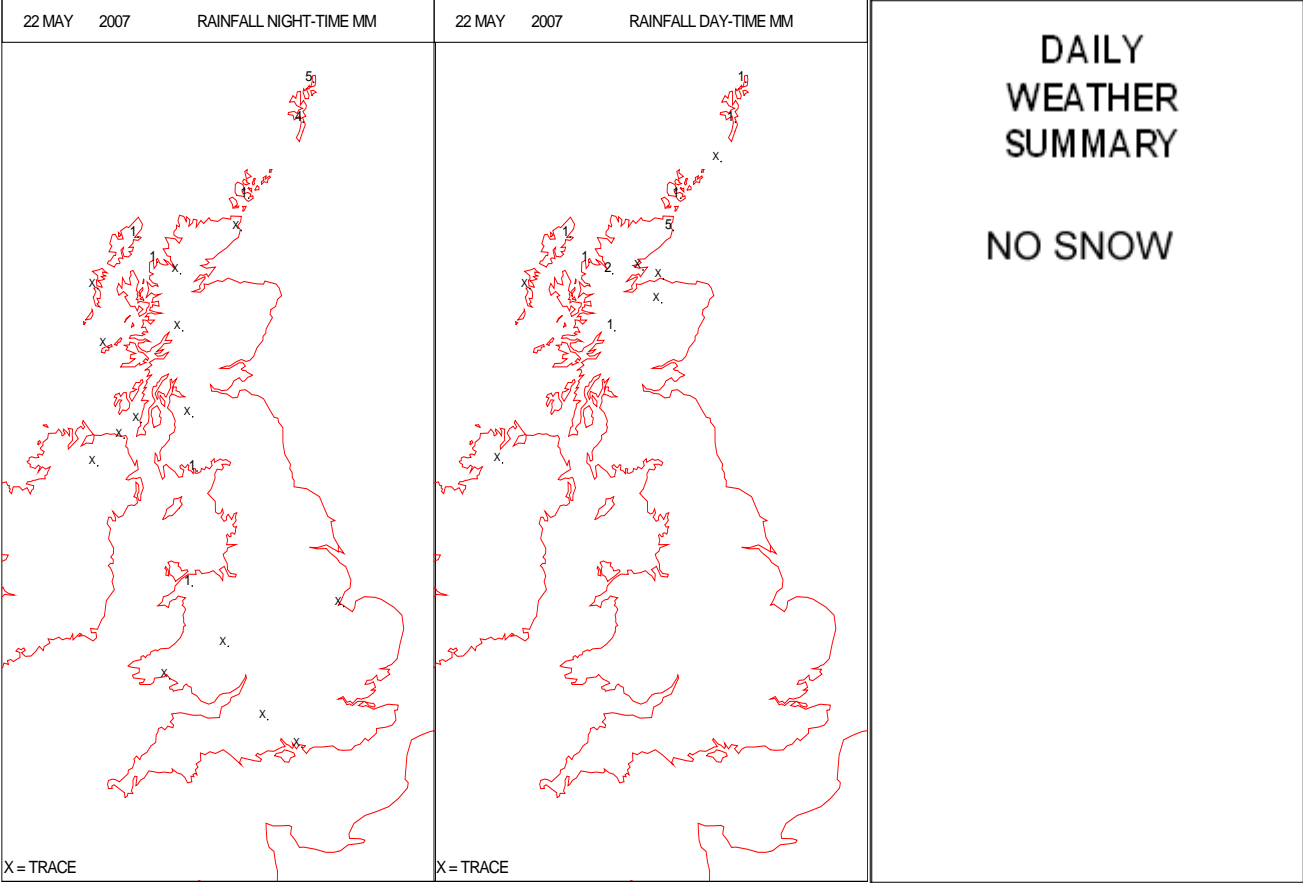 22 MAY 2007 RAINFALL NIGHT-TIME MM
5
4
1
X
1
1
X
X
X
X
X
X
X
X
1
1
X
X
X
X
X
X = TRACE
22 MAY 2007 RAINFALL DAY-TIME MM
1
1
X
1
5
1
1
2
X
X
X
X
1
X
X = TRACE
DAILY
WEATHER
SUMMARY
NO SNOW